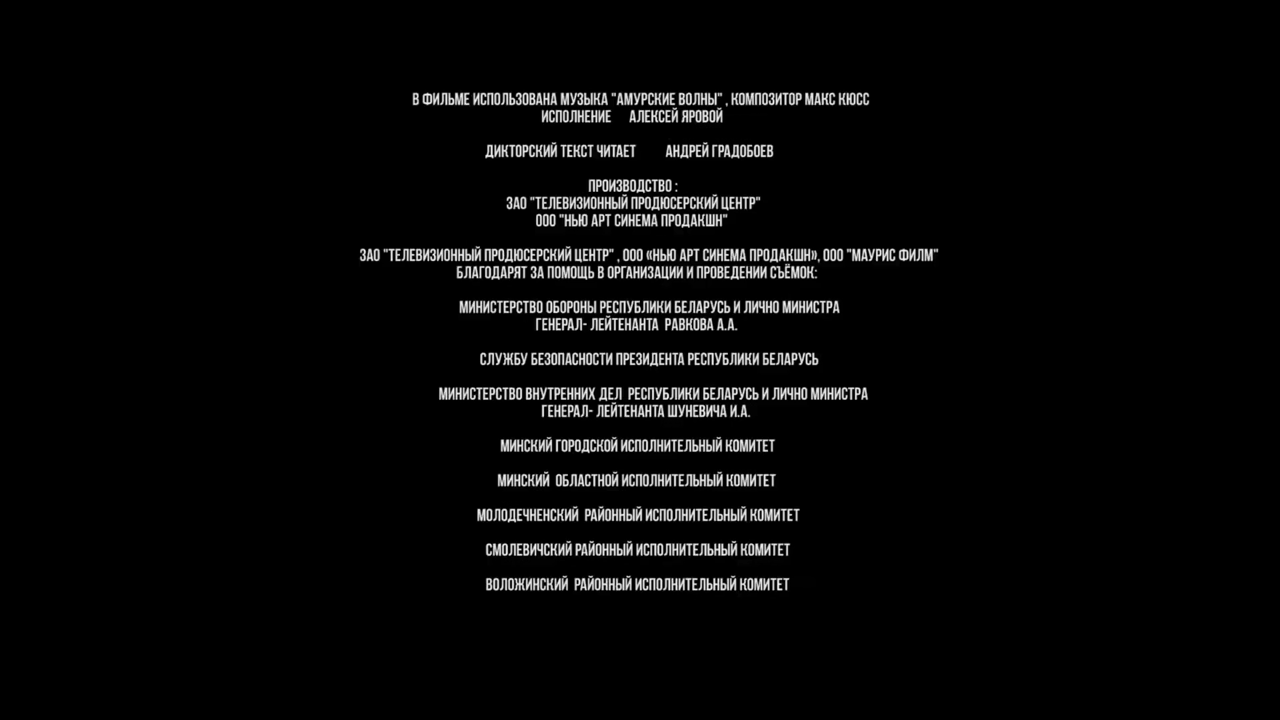 В ФИЛЬМЕ ИСПОЛЬЗОВАНА МУЗЫКА "АМУРСКИЕ ВОЛНЫ" , КОМПОЗИТОР МАКС КЮСС
ИСПОЛНЕНИЕ АЛЕКСЕЙ ЯРОВОЙ
ДИКТОРСКИЙ ТЕКСТ ЧИТАЕТ АНДРЕЙ ГРАДОБОЕВ
ПРОИЗВОДСТВО :
ЗАО "ТЕЛЕВИЗИОННЫЙ ПРОДЮСЕРСКИЙ ЦЕНТР"
ООО "НЬЮ АРТ СИНЕМА ПРОДАКШН"
ЗАО "ТЕЛЕВИЗИОННЫЙ ПРОДЮСЕРСКИЙ ЦЕНТР" , ООО «НЬЮ АРТ СИНЕМА ПРОДАКШН», ООО "МАУРИС ФИЛМ"
БЛАГОДАРЯТ ЗА ПОМОЩЬ В ОРГАНИЗАЦИИ И ПРОВЕДЕНИИ СЪЁМОК:
МИНИСТЕРСТВО ОБОРОНЫ РЕСПУБЛИКИ БЕЛАРУСЬ И ЛИЧНО МИНИСТРА
ГЕНЕРАЛ- ЛЕЙТЕНАНТА РАВКОВА А.А.
СЛУЖБУ БЕЗОПАСНОСТИ ПРЕЗИДЕНТА РЕСПУБЛИКИ БЕЛАРУСЬ
МИНИСТЕРСТВО ВНУТРЕННИХ ДЕЛ РЕСПУБЛИКИ БЕЛАРУСЬ И ЛИЧНО МИНИСТРА
ГЕНЕРАЛ- ЛЕЙТЕНАНТА ШУНЕВИЧА И.А.
МИНСКИЙ ГОРОДСКОЙ ИСПОЛНИТЕЛЬНЫЙ КОМИТЕТ
МИНСКИЙ ОБЛАСТНОЙ ИСПОЛНИТЕЛЬНЫЙ КОМИТЕТ
МОЛОДЕЧНЕНСКИЙ РАЙОННЫЙ ИСПОЛНИТЕЛЬНЫЙ КОМИТЕТ
СМОЛЕВИЧСКИЙ РАЙОННЫЙ ИСПОЛНИТЕЛЬНЫЙ КОМИТЕТ
ВОЛОЖИНСКИЙ РАЙОННЫЙ ИСПОЛНИТЕЛЬНЫЙ КОМИТЕТ